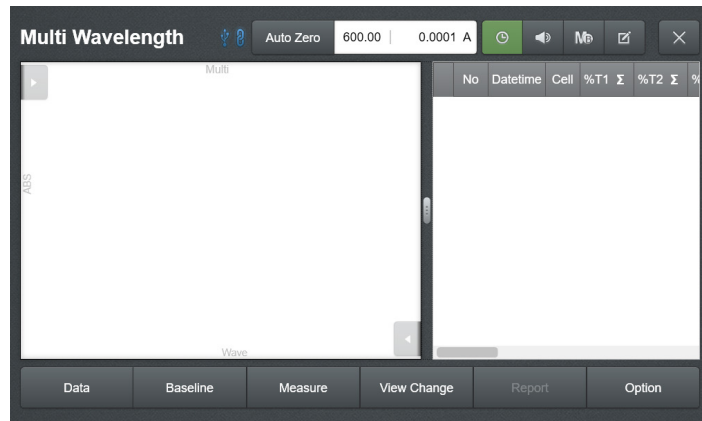 Multi Wavelength
Auto Zero
600.00
0.0001 A
Multi
ABS
Wave
No Datetime Cell %T1 Σ %T2 Σ %
Data Baseline Measure View Change Report Option